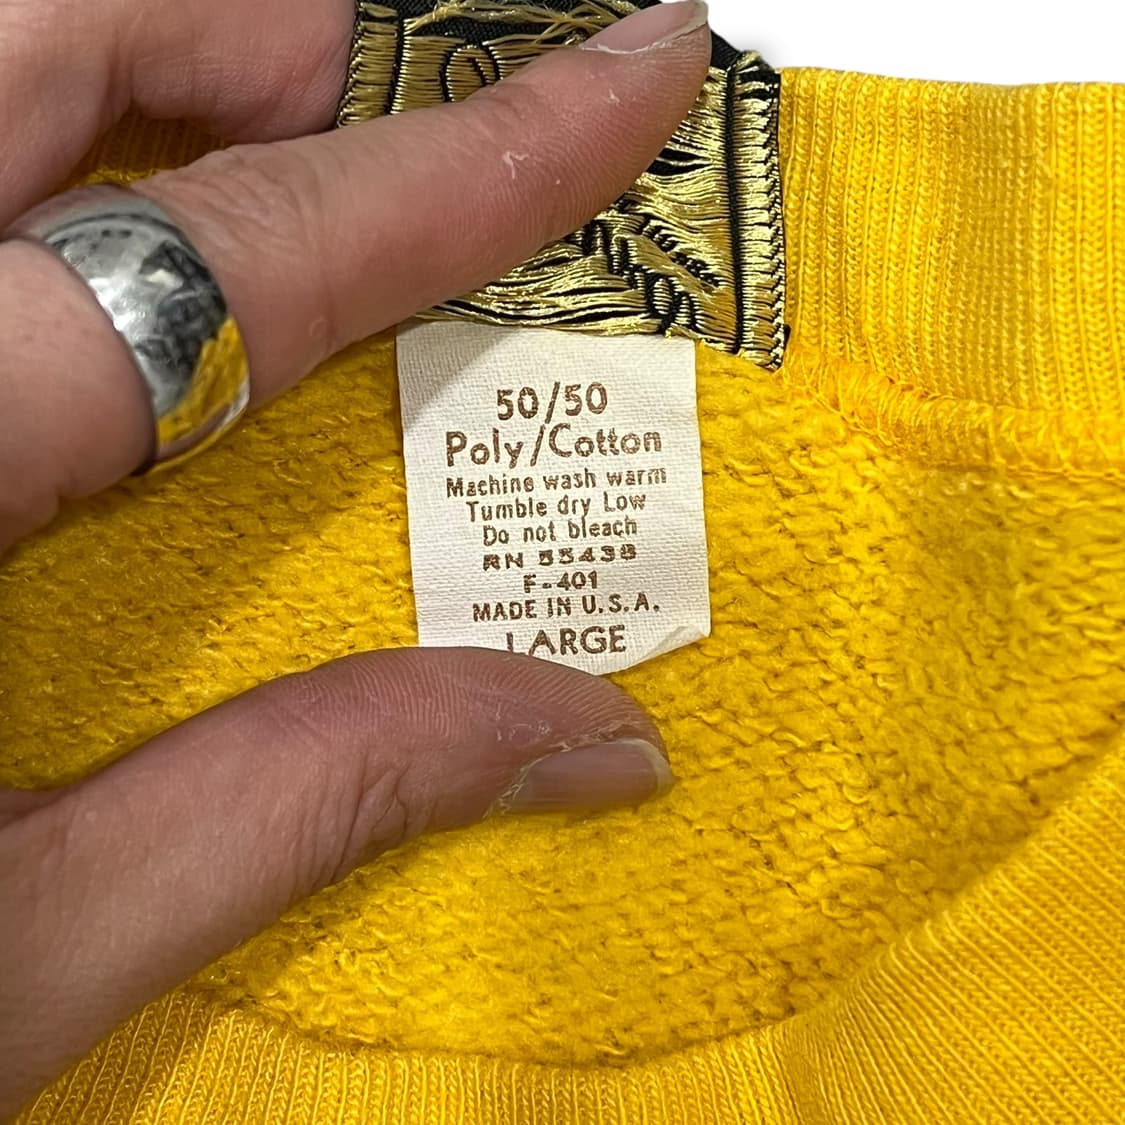 50/50
Poly/Cotton
Machine wash warm
Tumble dry Low
Do not bleach
RN 55438
F-401
MADE IN U.S.A.
LARGE